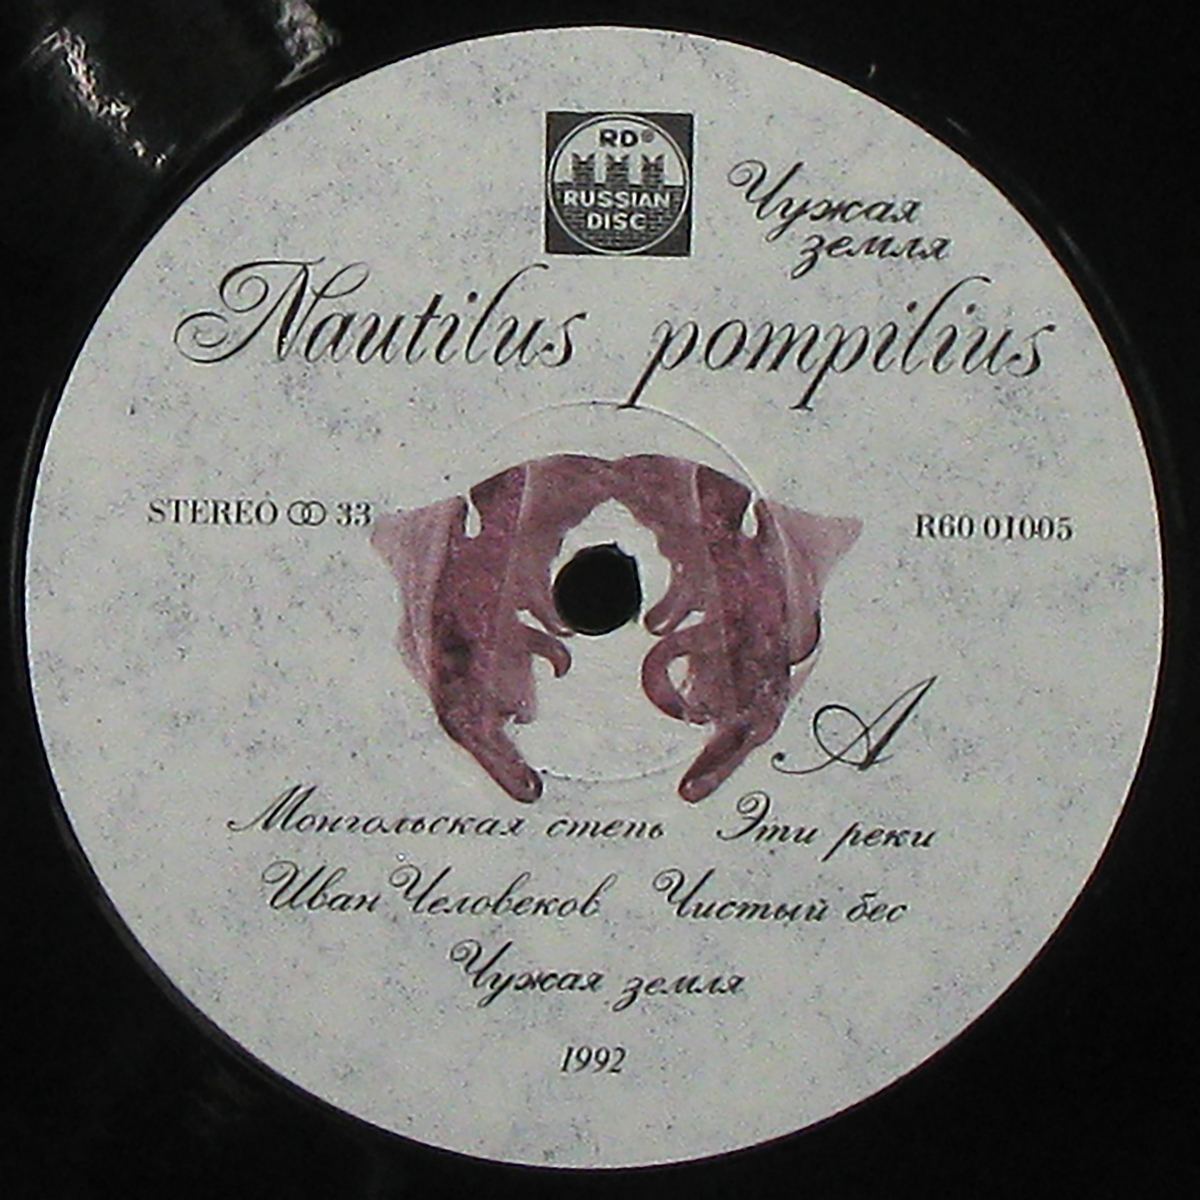 RD®
RUSSIAN
DISC
Чужая
земля
Nautilus pompilius
STEREO 33
R60 01005
A
Монгольская степь Эти реки
Иван Человеков Чистый бес
Чужая земля
1992